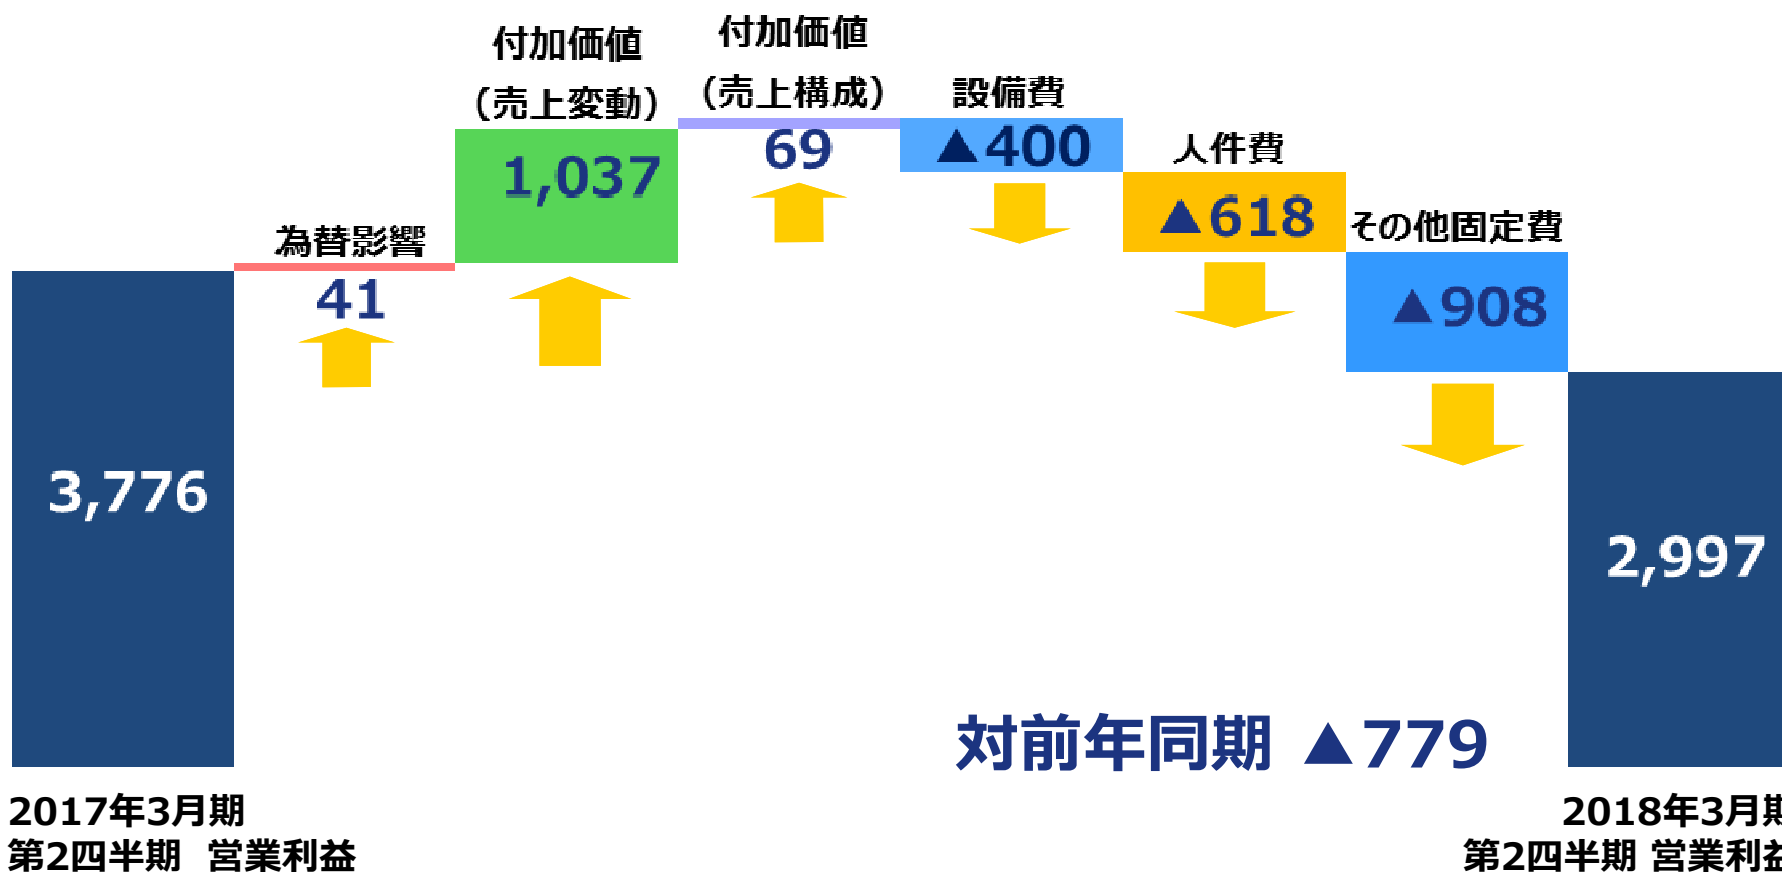 付加価値
(売上変動)
付加価値
(売上構成)
設備費
人件費
その他固定費
為替影響
41
1,037
69
▲400
▲618
▲908
3,776
2,997
対前年同期 ▲779
2017年3月期
第2四半期 営業利益
2018年3月期
第2四半期 営業利益